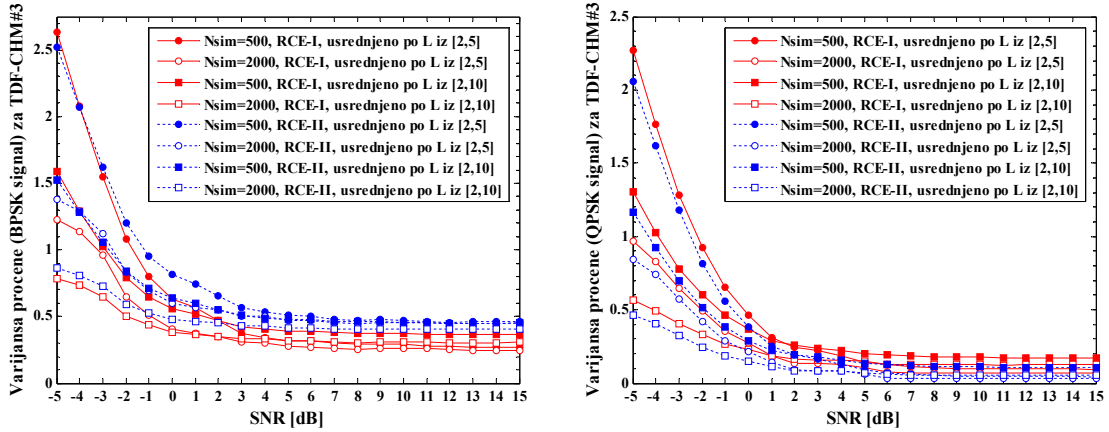 Varijansa procene (BPSK signal) za TDF-CHM#3
2.5
2
1.5
1
0.5
0
Nsim=500, RCE-I, usrednjeno po L iz [2,5]
Nsim=2000, RCE-I, usrednjeno po L iz [2,5]
Nsim=500, RCE-I, usrednjeno po L iz [2,10]
Nsim=2000, RCE-I, usrednjeno po L iz [2,10]
Nsim=500, RCE-II, usrednjeno po L iz [2,5]
Nsim=2000, RCE-II, usrednjeno po L iz [2,5]
Nsim=500, RCE-II, usrednjeno po L iz [2,10]
Nsim=2000, RCE-II, usrednjeno po L iz [2,10]
-5 -4 -3 -2 -1 0 1 2 3 4 5 6 7 8 9 10 11 12 13 14 15
SNR [dB]
Varijansa procene (QPSK signal) za TDF-CHM#3
2.5
2
1.5
1
0.5
0
Nsim=500, RCE-I, usrednjeno po L iz [2,5]
Nsim=2000, RCE-I, usrednjeno po L iz [2,5]
Nsim=500, RCE-I, usrednjeno po L iz [2,10]
Nsim=2000, RCE-I, usrednjeno po L iz [2,10]
Nsim=500, RCE-II, usrednjeno po L iz [2,5]
Nsim=2000, RCE-II, usrednjeno po L iz [2,5]
Nsim=500, RCE-II, usrednjeno po L iz [2,10]
Nsim=2000, RCE-II, usrednjeno po L iz [2,10]
-5 -4 -3 -2 -1 0 1 2 3 4 5 6 7 8 9 10 11 12 13 14 15
SNR [dB]